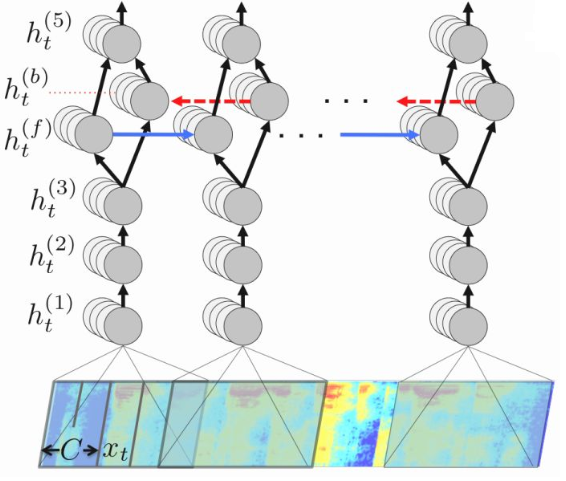 h_t^{(5)}
h_t^{(b)}
. . .
h_t^{(f)}
. . . .
h_t^{(3)}
h_t^{(2)}
h_t^{(1)}
C x_t